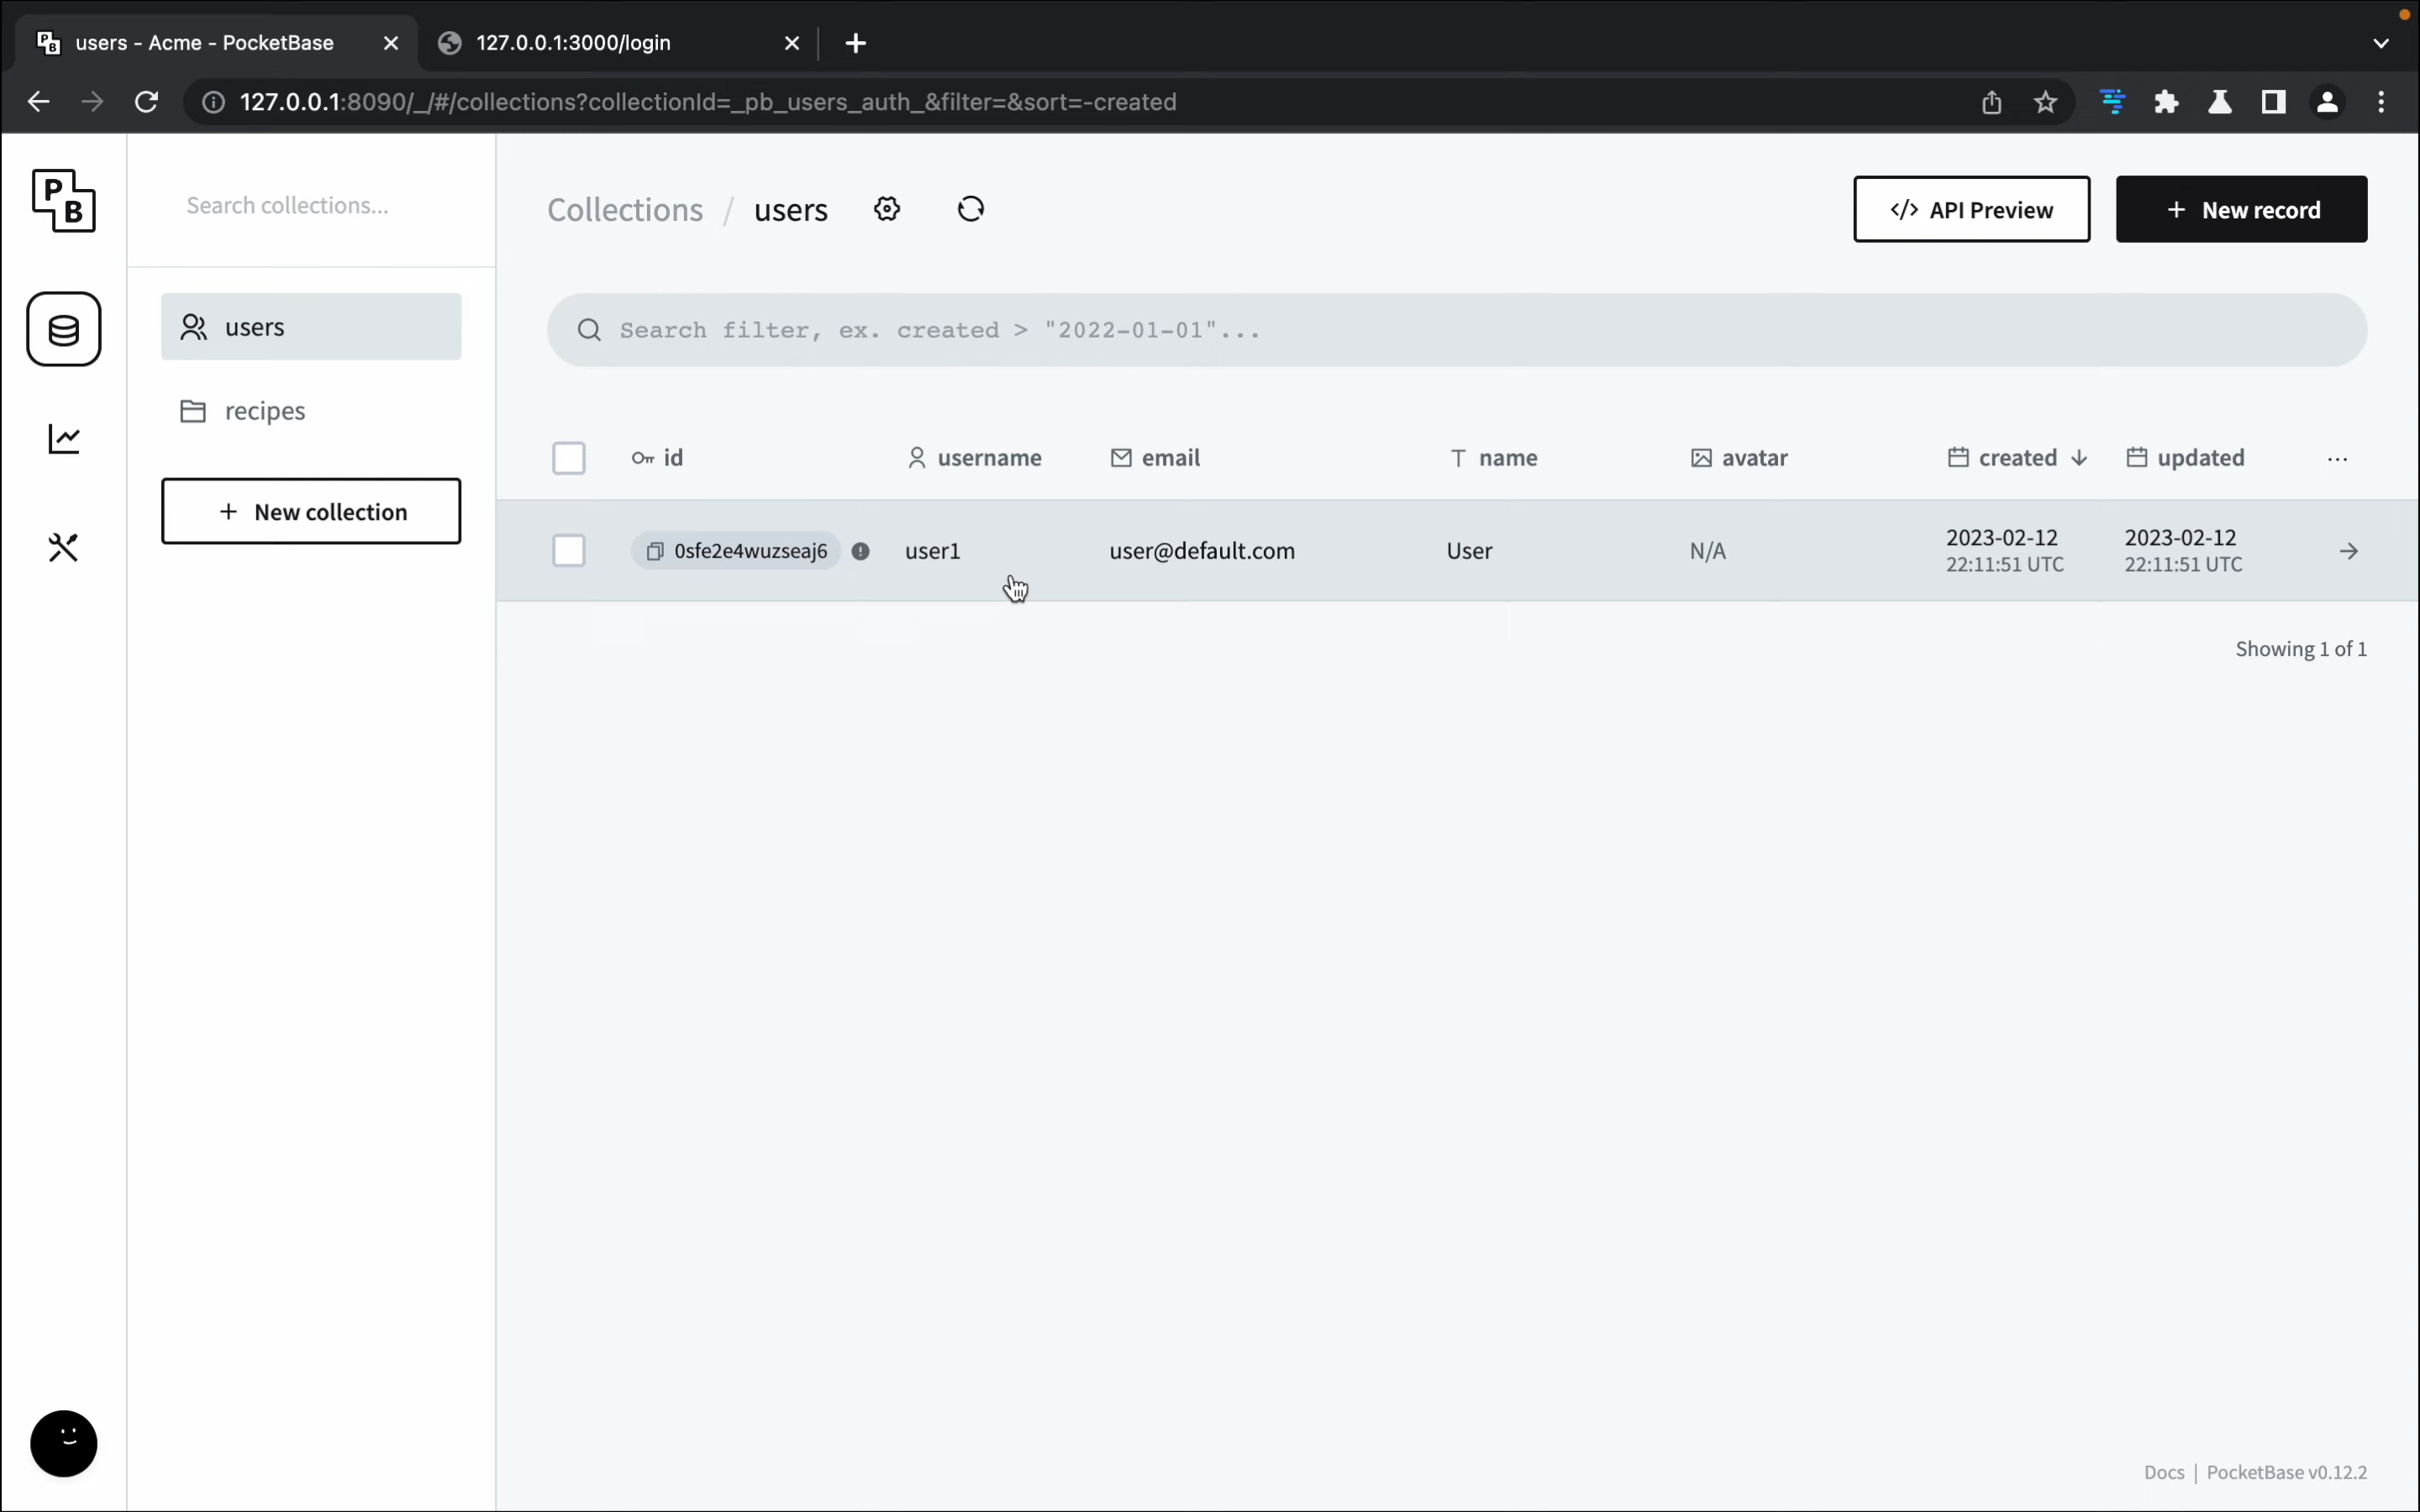 users - Acme - PocketBase
127.0.0.1:3000/login
127.0.0.1:8090/_/#/collections?collectionId=_pb_users_auth_&filter=&sort=-created
P
B
Search collections...
Collections / users
</> API Preview
+ New record
users
recipes
+ New collection
Search filter, ex. created > "2022-01-01"...
id username email name avatar created updated
0sfe2e4wuzseaj6 user1 user@default.com User N/A 2023-02-12 22:11:51 UTC 2023-02-12 22:11:51 UTC
Showing 1 of 1
Docs | PocketBase v0.12.2